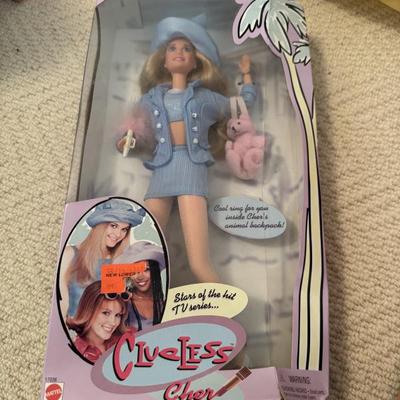 Cool ring for you
inside Cher's
animal backpack!
NEW LOWER
Stars of the hit
TV series...
CLUELESS
Cher
MATTEL
WARNING: